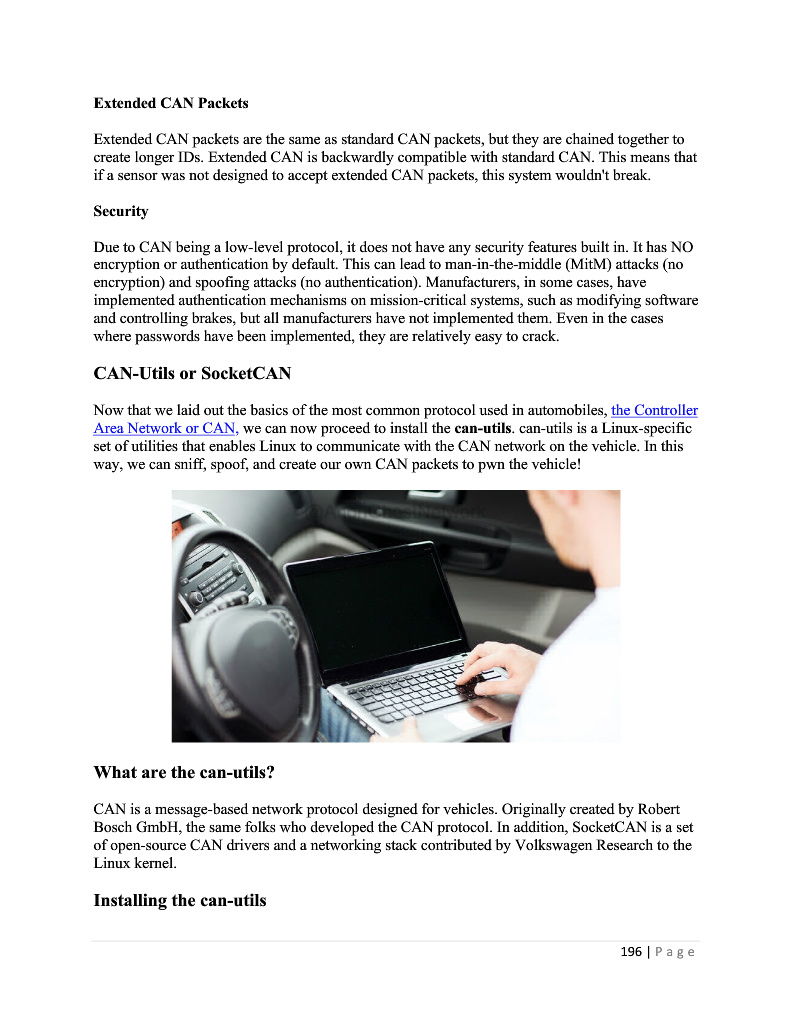 Extended CAN Packets
Extended CAN packets are the same as standard CAN packets, but they are chained together to
create longer IDs. Extended CAN is backwardly compatible with standard CAN. This means that
if a sensor was not designed to accept extended CAN packets, this system wouldn't break.
Security
Due to CAN being a low-level protocol, it does not have any security features built in. It has NO
encryption or authentication by default. This can lead to man-in-the-middle (MitM) attacks (no
encryption) and spoofing attacks (no authentication). Manufacturers, in some cases, have
implemented authentication mechanisms on mission-critical systems, such as modifying software
and controlling brakes, but all manufacturers have not implemented them. Even in the cases
where passwords have been implemented, they are relatively easy to crack.
CAN-Utils or SocketCAN
Now that we laid out the basics of the most common protocol used in automobiles, the Controller
Area Network or CAN, we can now proceed to install the can-utils. can-utils is a Linux-specific
set of utilities that enables Linux to communicate with the CAN network on the vehicle. In this
way, we can sniff, spoof, and create our own CAN packets to pwn the vehicle!
What are the can-utils?
CAN is a message-based network protocol designed for vehicles. Originally created by Robert
Bosch GmbH, the same folks who developed the CAN protocol. In addition, SocketCAN is a set
of open-source CAN drivers and a networking stack contributed by Volkswagen Research to the
Linux kernel.
Installing the can-utils
196 | Page